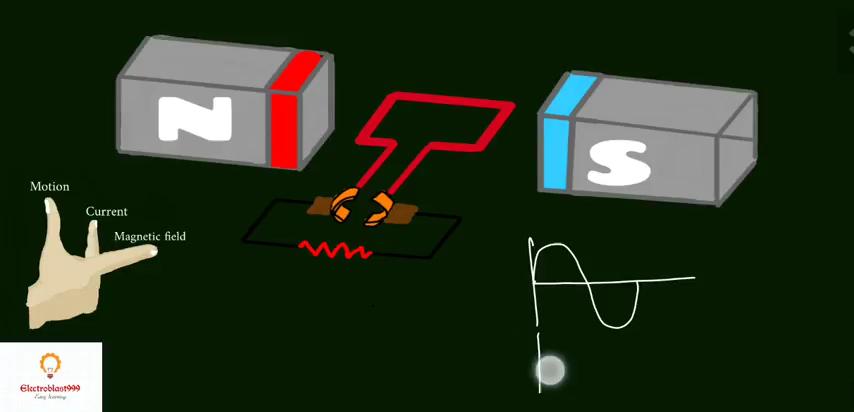 N
S
Motion
Current
Magnetic field
Electroblast999
Easy learning